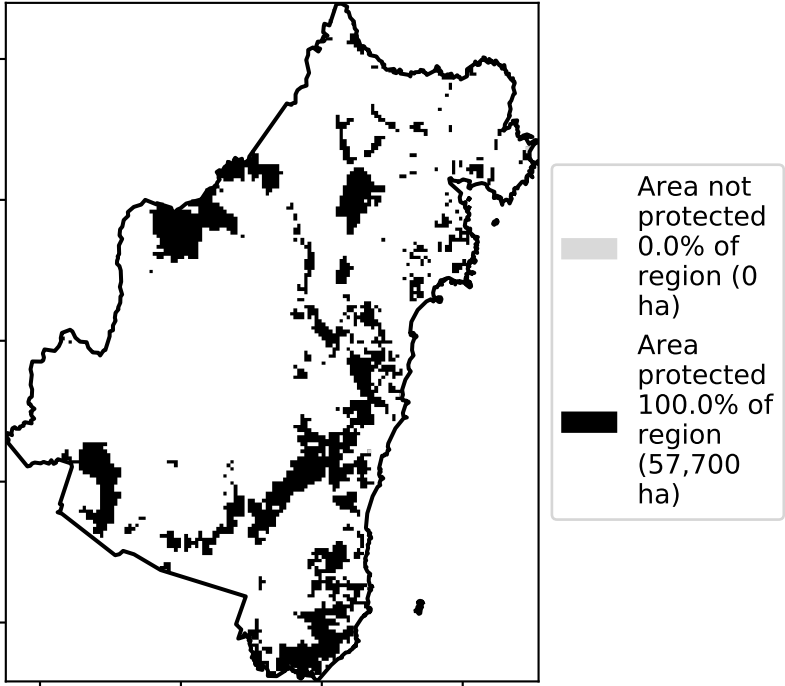 Area not
protected
0.0% of
region (0
ha)
Area
protected
100.0% of
region
(57,700
ha)